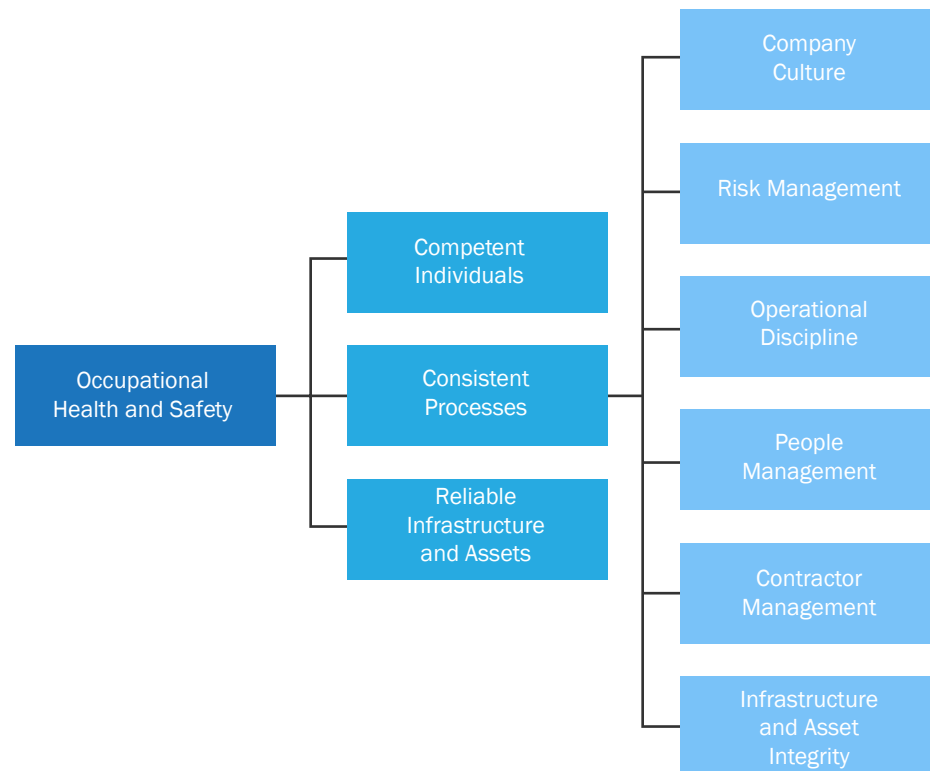 Occupational
Health and Safety
Competent
Individuals
Consistent
Processes
Reliable
Infrastructure
and Assets
Company
Culture
Risk Management
Operational
Discipline
People
Management
Contractor
Management
Infrastructure
and Asset
Integrity